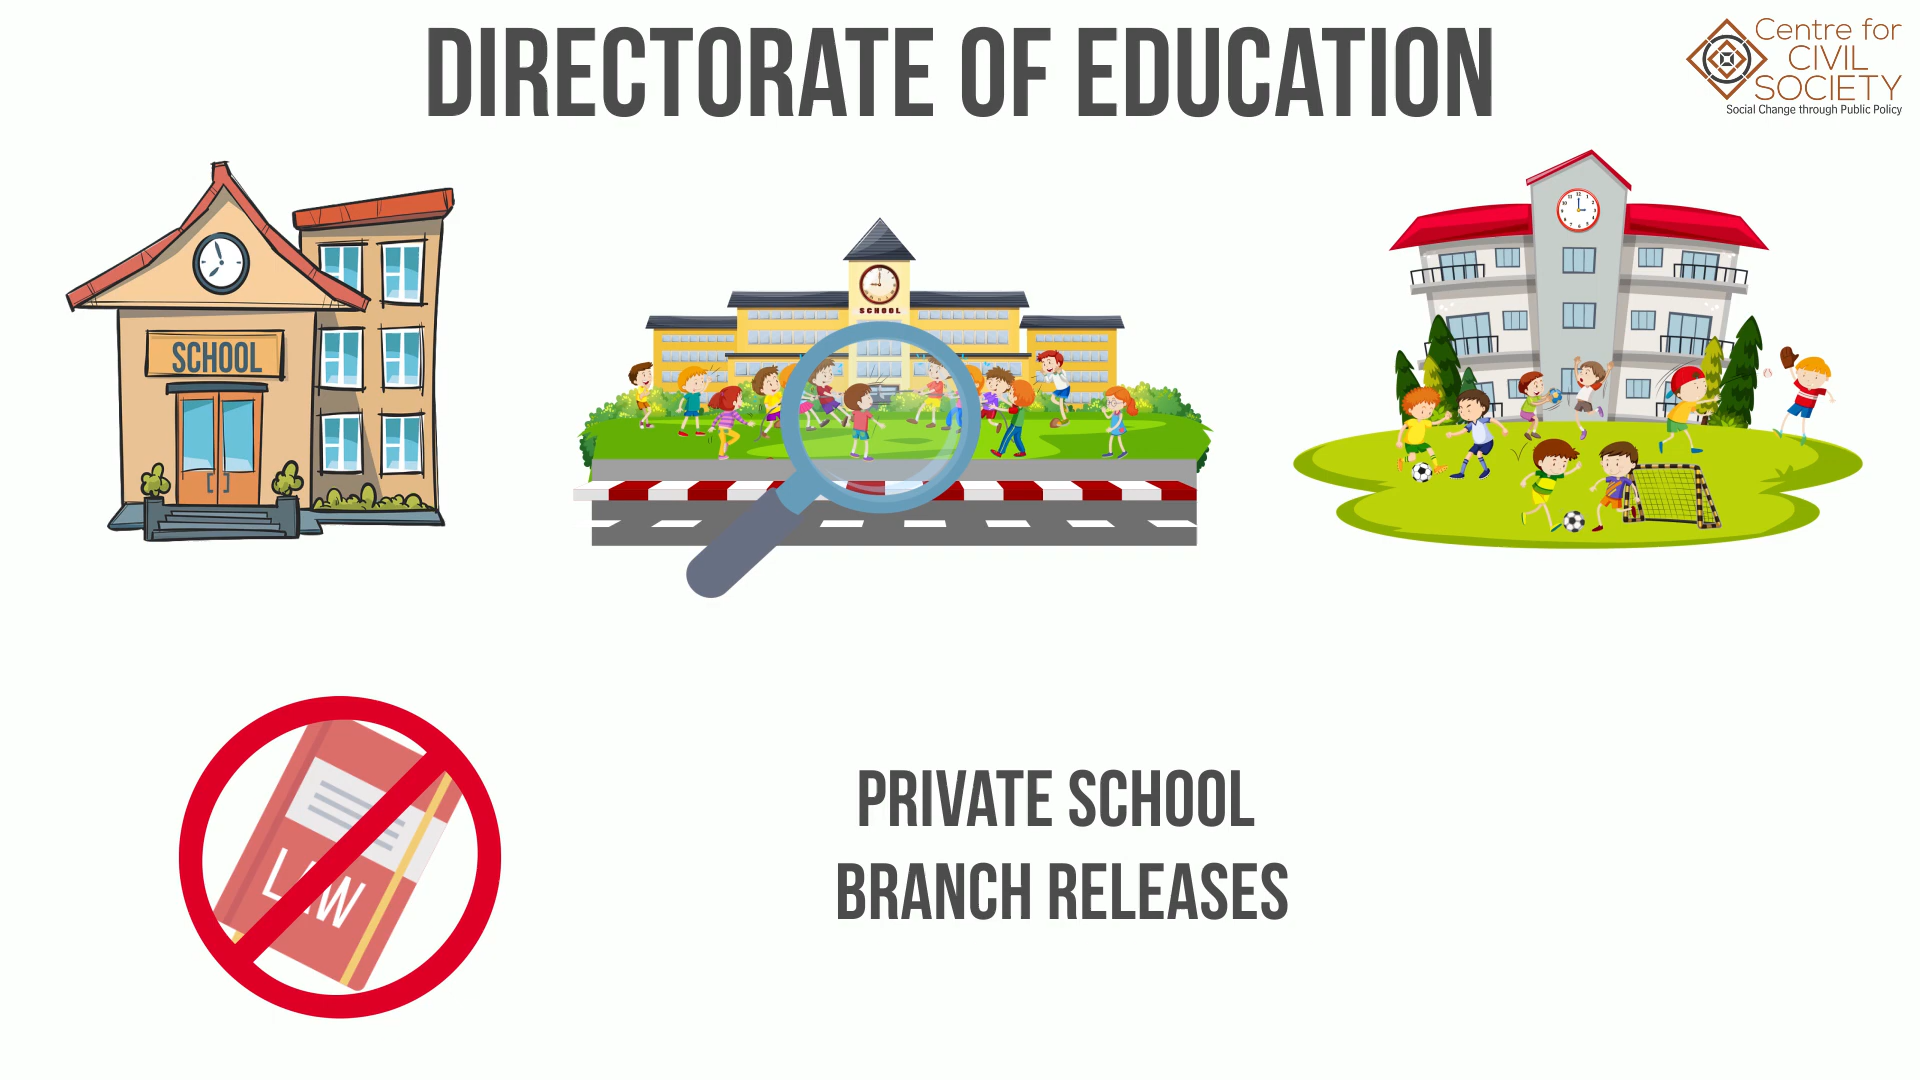 DIRECTORATE OF EDUCATION
Centre for
CIVIL
SOCIETY
Social Change through Public Policy
SCHOOL
SCHOOL
LAW
PRIVATE SCHOOL
BRANCH RELEASES